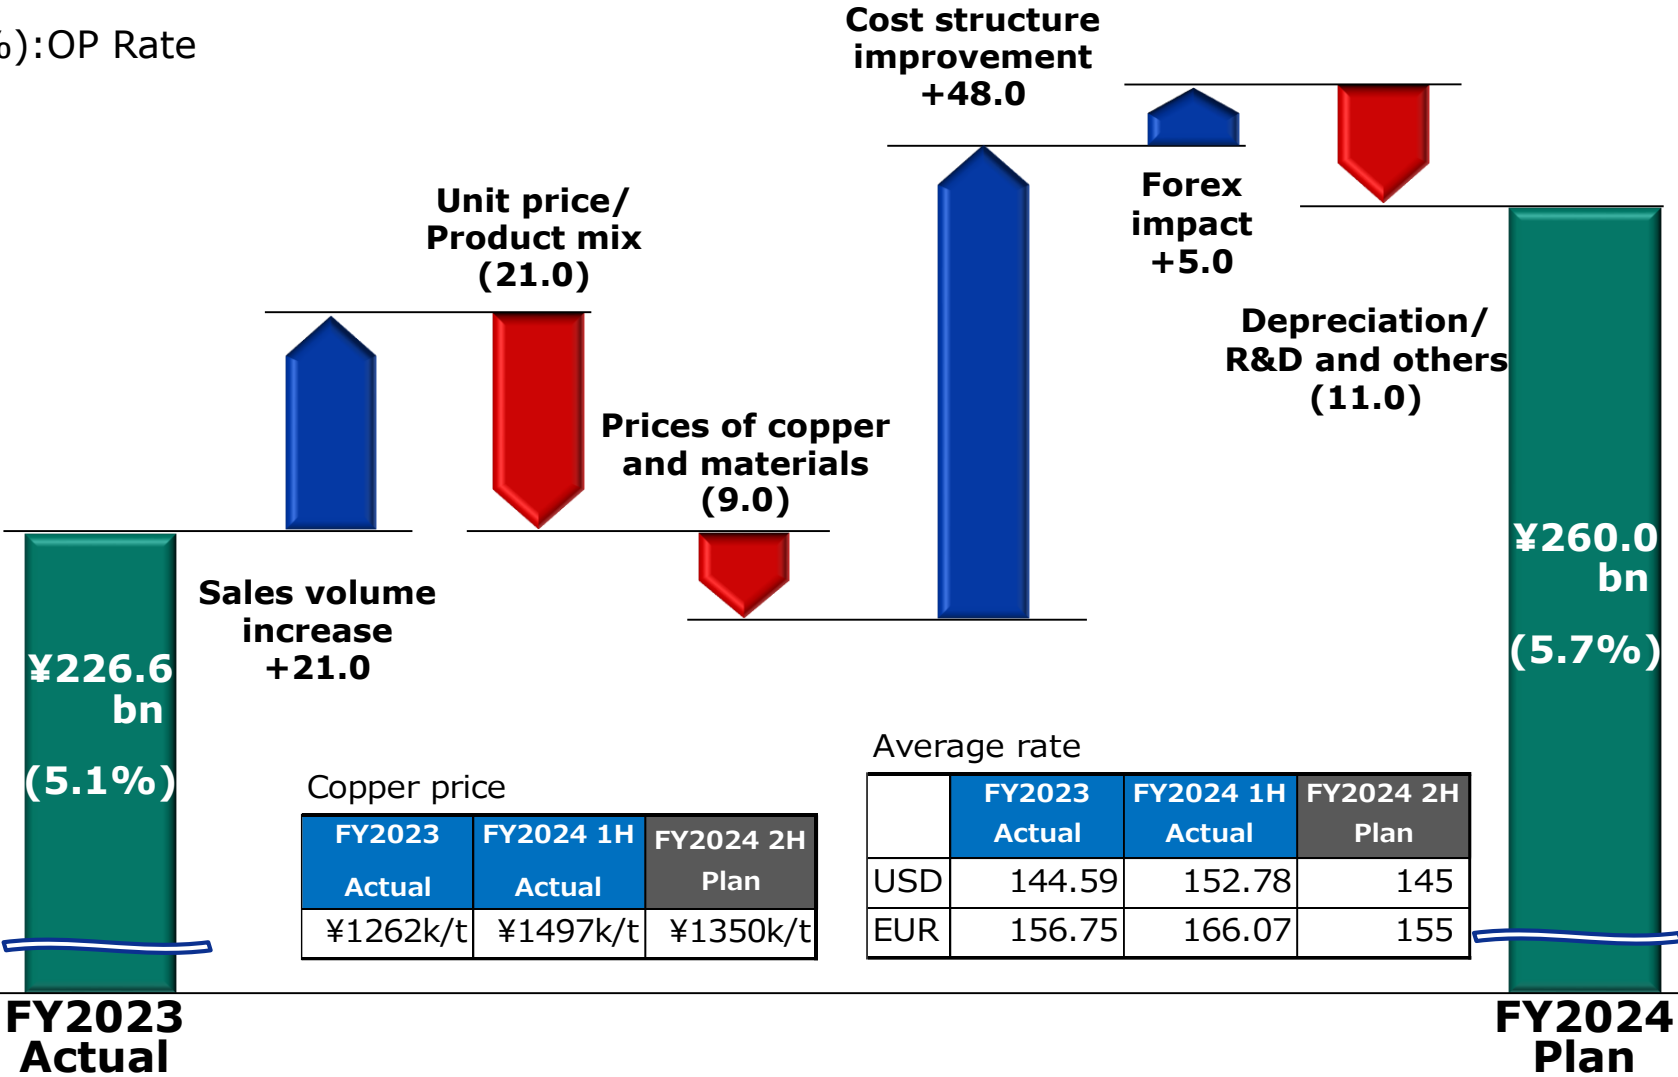 %):OP Rate
Cost structure
improvement
+48.0
Unit price/
Product mix
(21.0)
Forex
impact
+5.0
Depreciation/
R&D and others
(11.0)
Prices of copper
and materials
(9.0)
Sales volume
increase
+21.0
¥226.6
bn
(5.1%)
¥260.0
bn
(5.7%)
Copper price
FY2023 Actual FY2024 1H Actual FY2024 2H Plan
¥1262k/t ¥1497k/t ¥1350k/t
Average rate
FY2023 Actual FY2024 1H Actual FY2024 2H Plan
USD 144.59 152.78 145
EUR 156.75 166.07 155
FY2023
Actual
FY2024
Plan